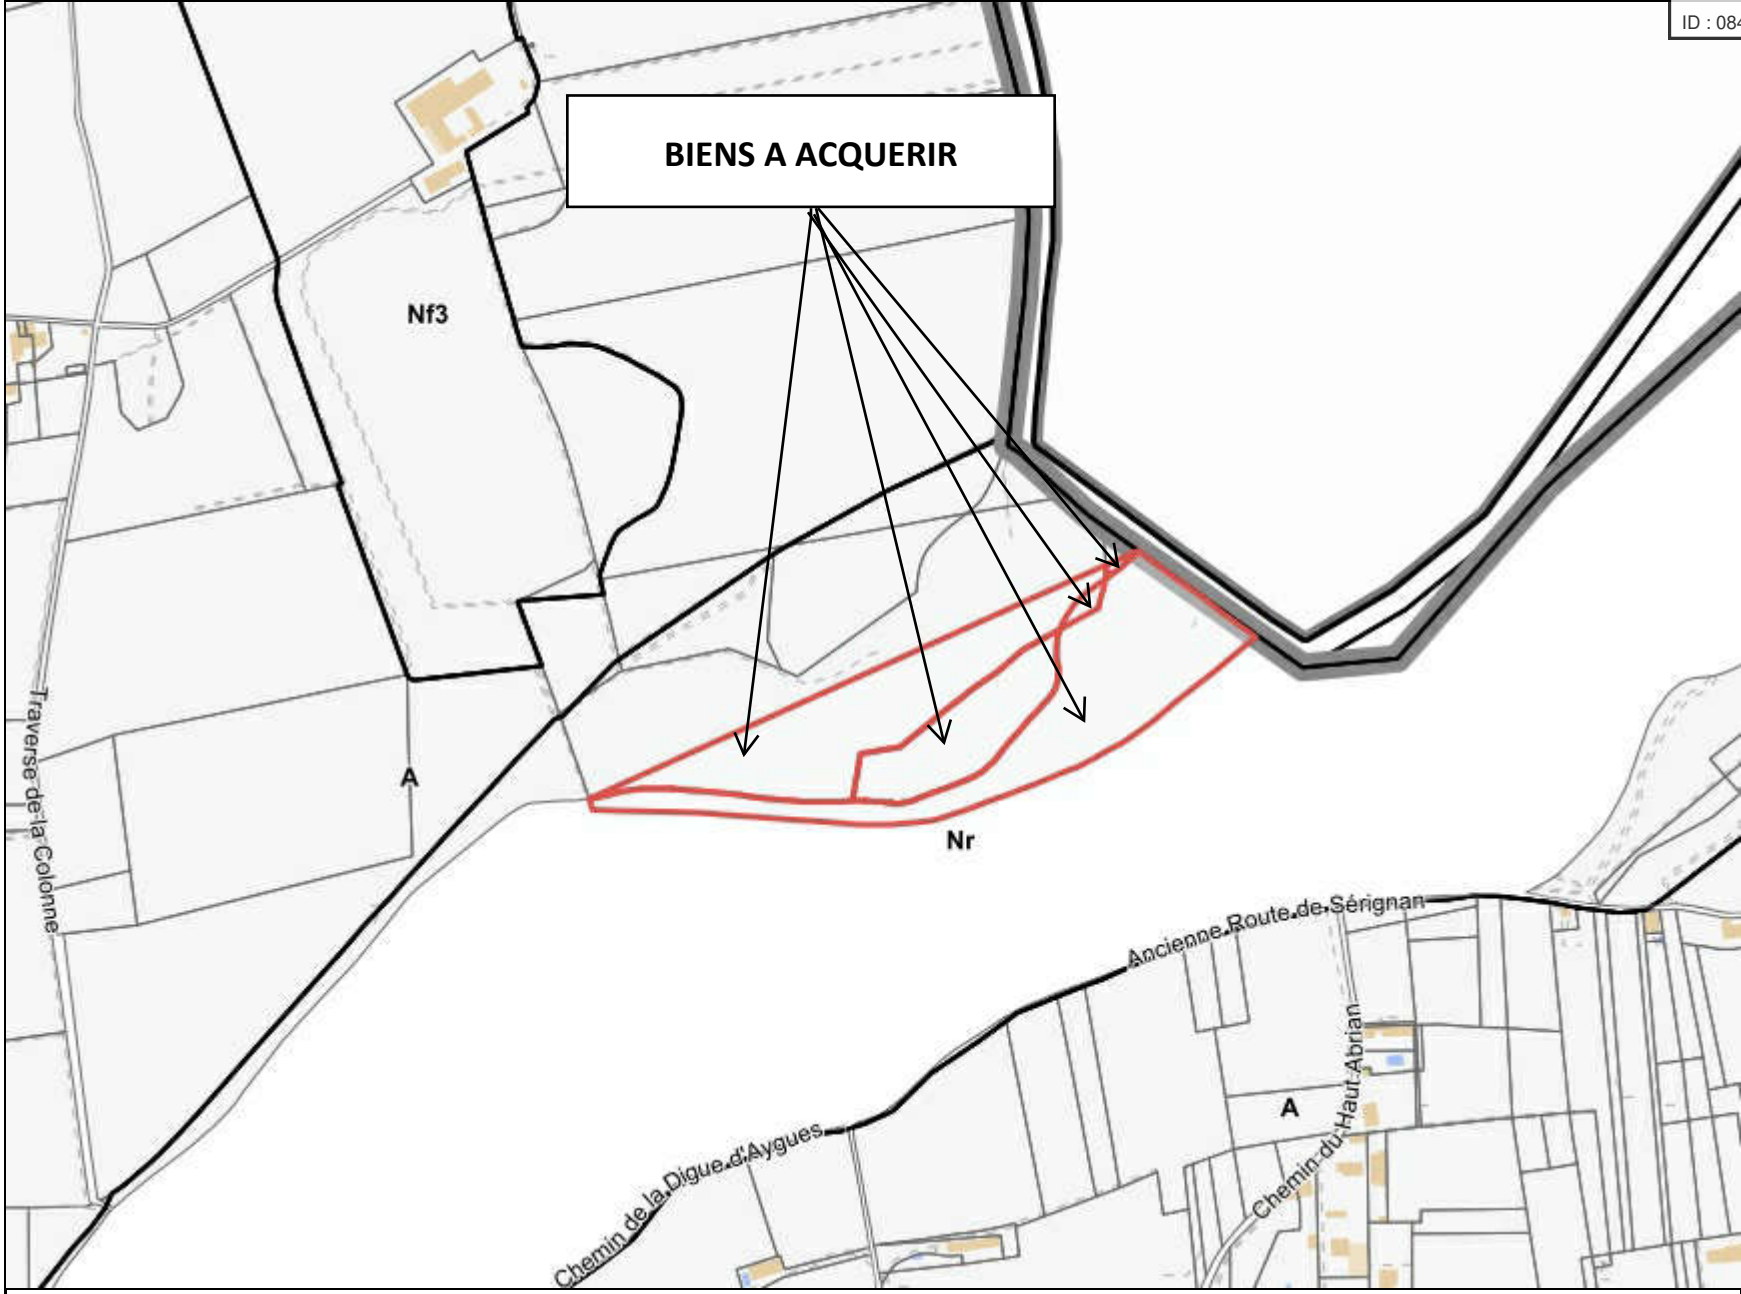 ID : 084
BIENS A ACQUERIR
Nf3
Traverse de la Colonne
A
Nr
Ancienne Route de Sérignan
Chemin de la Digue d'Aygues
Chemin du Haut Abrian
A